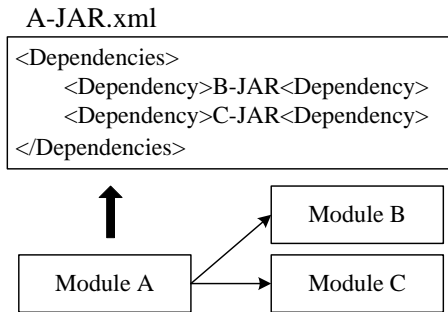 A-JAR.xml
<Dependencies>
<Dependency>B-JAR<Dependency>
<Dependency>C-JAR<Dependency>
</Dependencies>
Module B
Module A
Module C